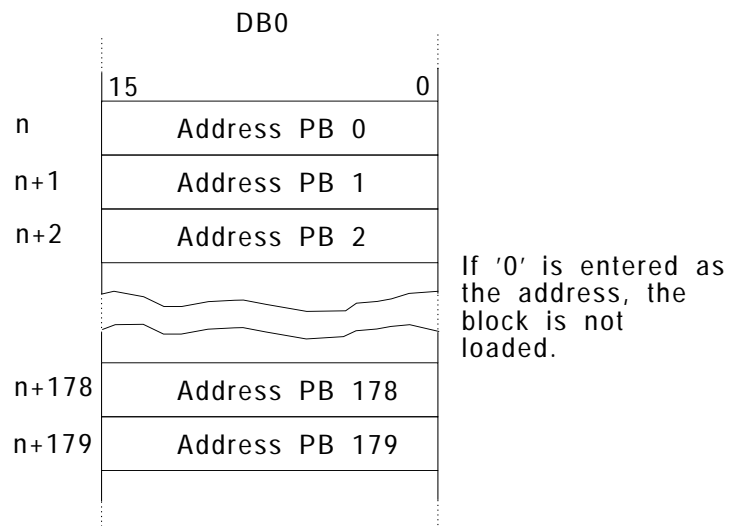 DB0
15 0
n Address PB 0
n+1 Address PB 1
n+2 Address PB 2
If '0' is entered as
the address, the
block is not
loaded.
n+178 Address PB 178
n+179 Address PB 179